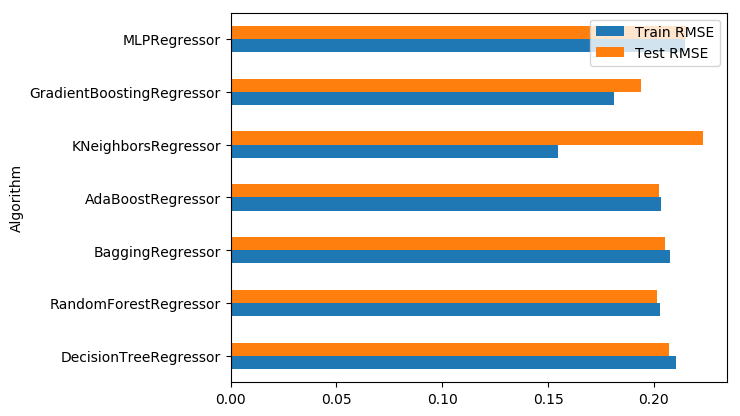 MLPRegressor
GradientBoostingRegressor
KNeighborsRegressor
AdaBoostRegressor
BaggingRegressor
RandomForestRegressor
DecisionTreeRegressor
Algorithm
Train RMSE
Test RMSE
0.00 0.05 0.10 0.15 0.20